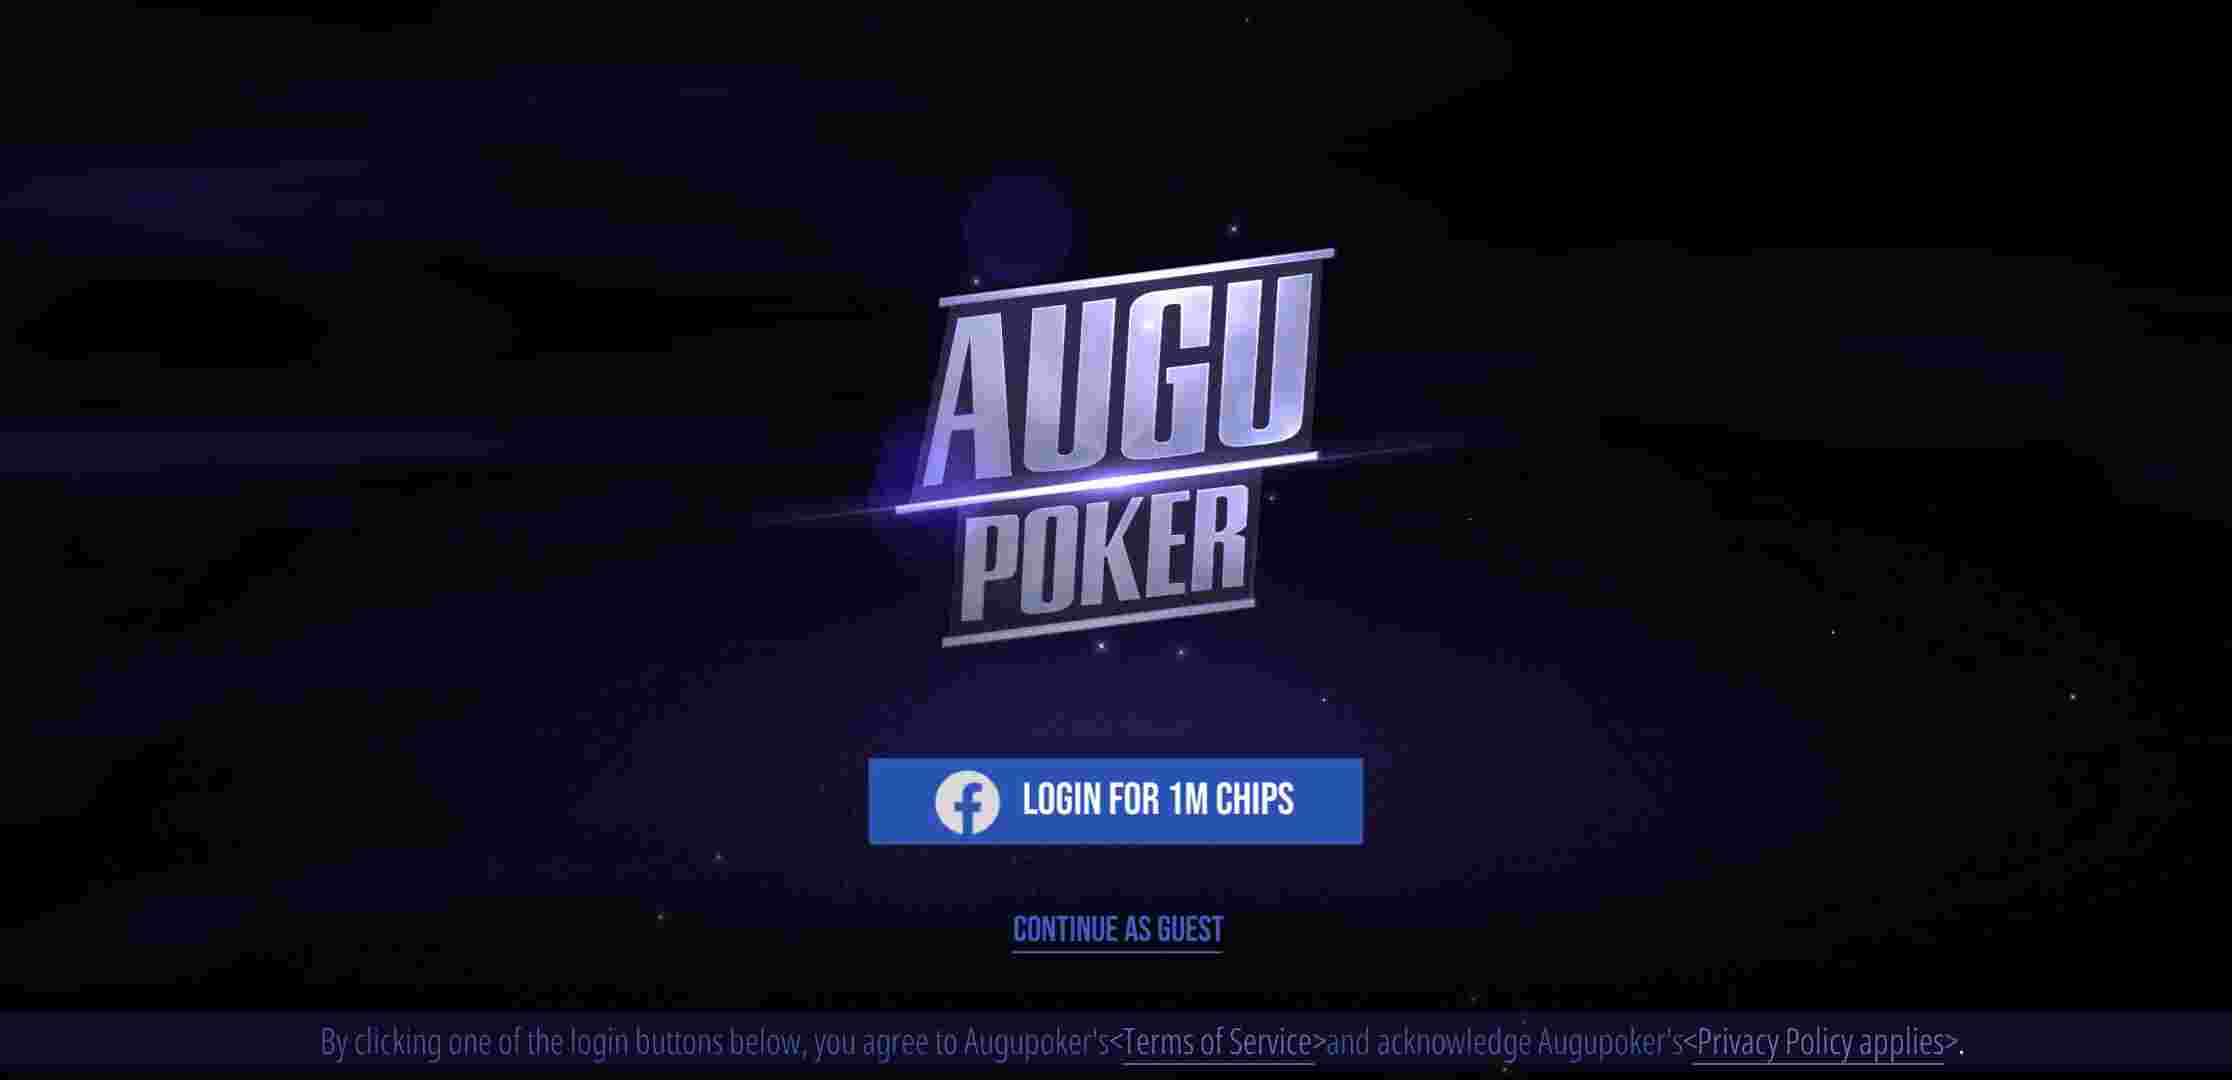 AUGU
POKER
LOGIN FOR 1M CHIPS
CONTINUE AS GUEST
By clicking one of the login buttons below, you agree to Augupoker's<Terms of Service>and acknowledge Augupoker's<Privacy Policy applies>.